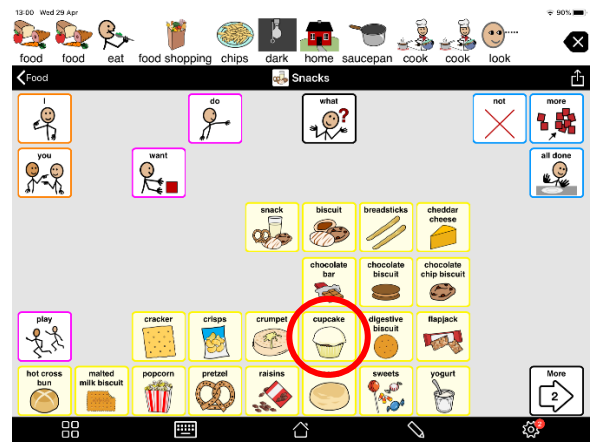 13:00 Wed 29 Apr
90%
food food eat food shopping chips dark home saucepan cook cook look
Food
Snacks
I
do
what
not
more
you
want
all done
snack
biscuit
breadsticks
cheddar
cheese
chocolate
bar
chocolate
biscuit
chocolate
chip biscuit
play
cracker
crisps
crumpet
cupcake
digestive
biscuit
flapjack
hot cross
bun
malted
milk biscuit
popcorn
pretzel
raisins
sweets
yogurt
More
2
2